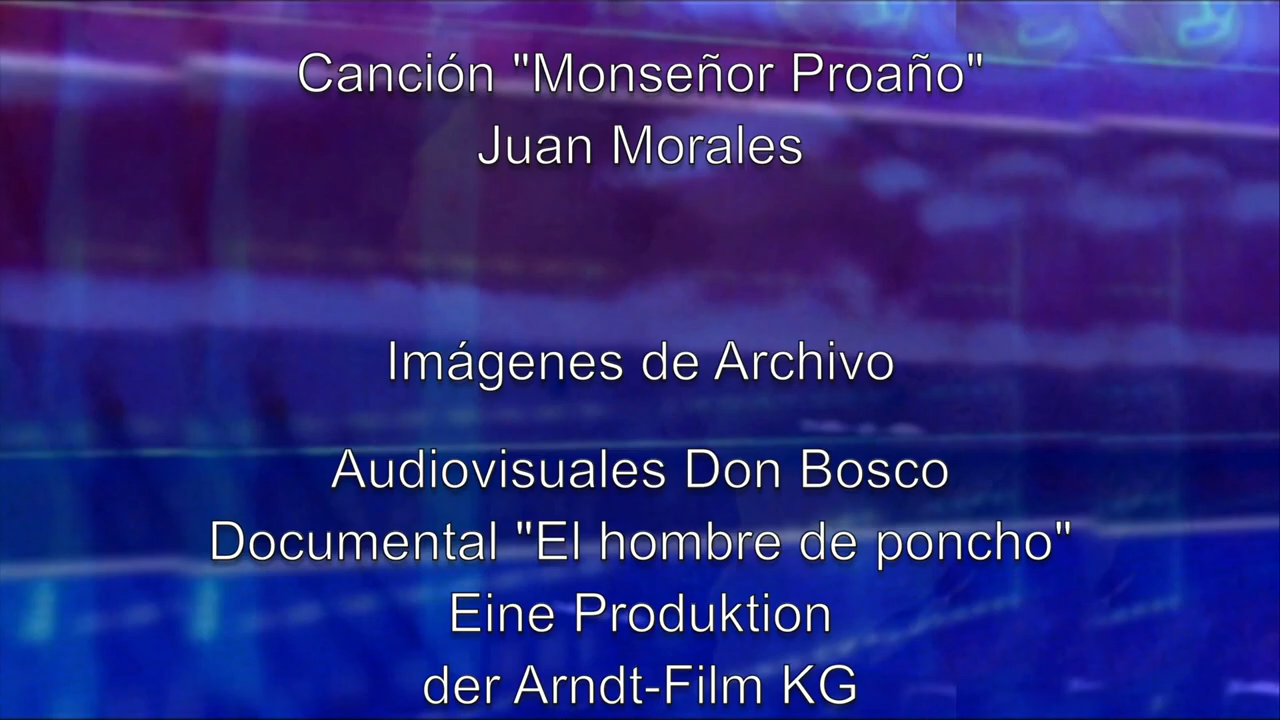 Canción "Monseñor Proaño"
Juan Morales
Imágenes de Archivo
Audiovisuales Don Bosco
Documental "El hombre de poncho"
Eine Produktion
der Arndt-Film KG